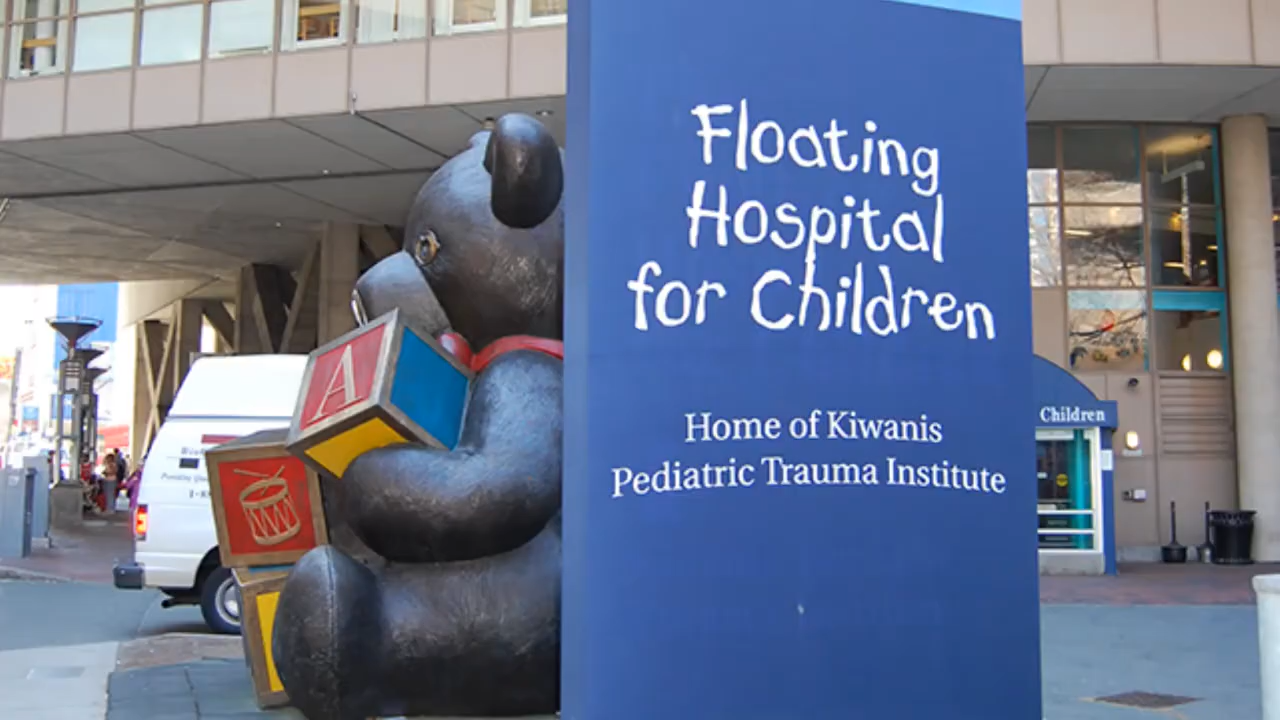 Floating
Hospital
for Children
Home of Kiwanis
Pediatric Trauma Institute
Children
A